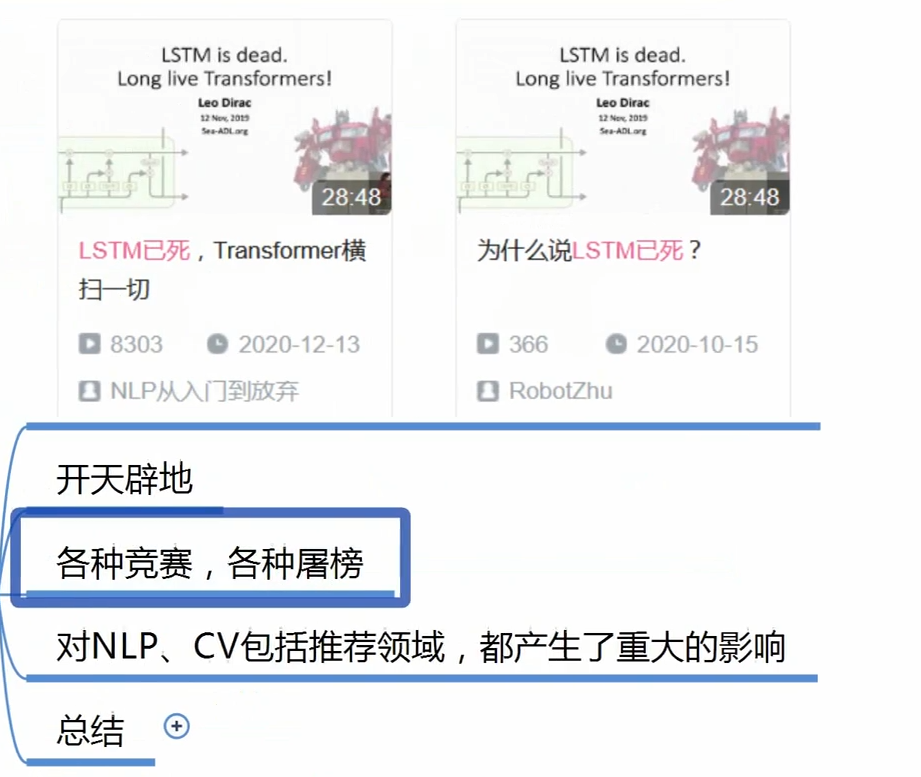 LSTM is dead.
Long live Transformers!
Leo Dirac
12 Nov, 2019
Sea-ADL.org
28:48
LSTM已死，Transformer横
扫一切
8303 2020-12-13
NLP从入门到放弃
LSTM is dead.
Long live Transformers!
Leo Dirac
12 Nov, 2019
Sea-ADL.org
28:48
为什么说LSTM已死？
366 2020-10-15
RobotZhu
开天辟地
各种竞赛，各种屠榜
对NLP、CV包括推荐领域，都产生了重大的影响
总结